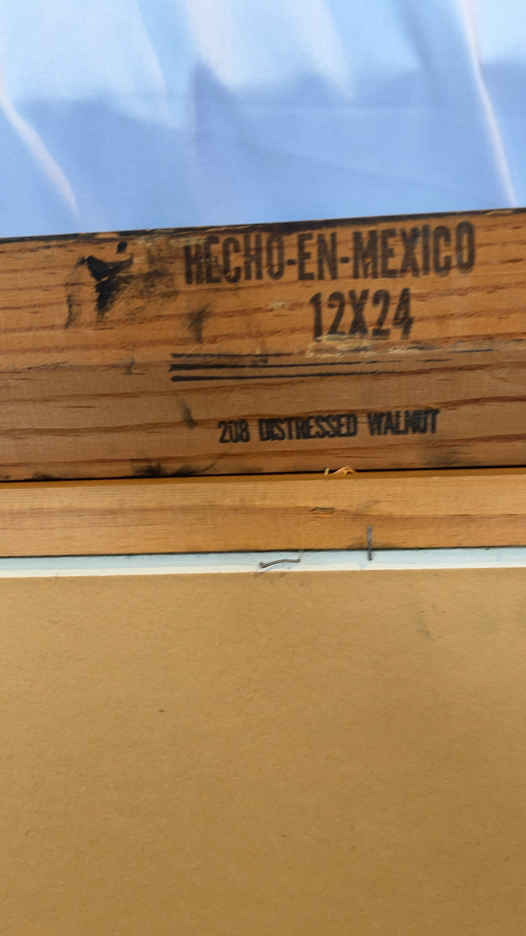 HECHO-EN-MEXICO
12X24
208 DISTRESSED WALNUT